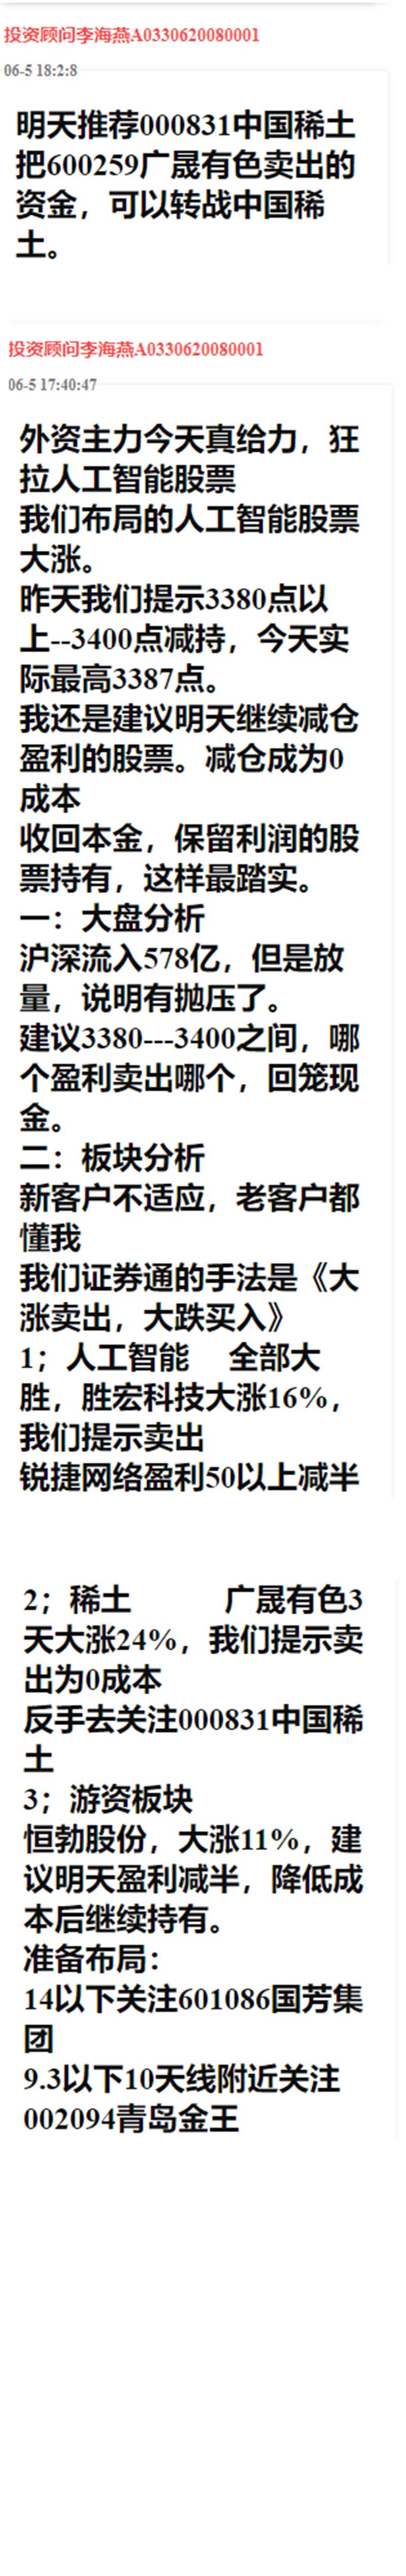 投资顾问李海燕A0330620080001
06-5 18:2:8
明天推荐000831中国稀土
把600259广晟有色卖出的
资金，可以转战中国稀
土。
投资顾问李海燕A0330620080001
06-5 17:40:47
外资主力今天真给力，狂
拉人工智能股票
我们布局的人工智能股票
大涨。
昨天我们提示3380点以
上--3400点减持，今天实
际最高3387点。
我还是建议明天继续减仓
盈利的股票。减仓成为0
成本
收回本金，保留利润的股
票持有，这样最踏实。
一：大盘分析
沪深流入578亿，但是放
量，说明有抛压了。
建议3380---3400之间，哪
个盈利卖出哪个，回笼现
金。
二：板块分析
新客户不适应，老客户都
懂我
我们证券通的手法是《大
涨卖出，大跌买入》
1；人工智能 全部大
胜，胜宏科技大涨16%，
我们提示卖出
锐捷网络盈利50以上减半
2；稀土 广晟有色3
天大涨24%，我们提示卖
出为0成本
反手去关注000831中国稀
土
3；游资板块
恒勃股份，大涨11%，建
议明天盈利减半，降低成
本后继续持有。
准备布局：
14以下关注601086国芳集
团
9.3以下10天线附近关注
002094青岛金王